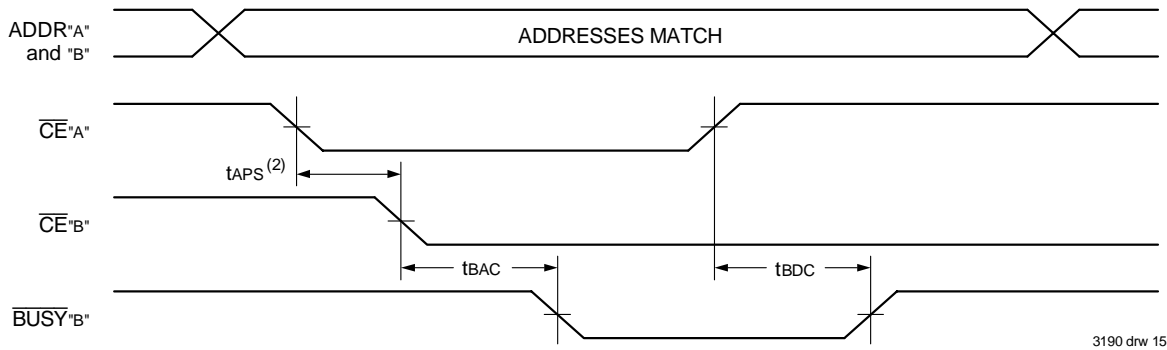 ADDR"A"
and "B"
ADDRESSES MATCH
CE"A"
tAPS(2)
CE"B"
tBAC
tBDC
BUSY"B"
3190 drw 15